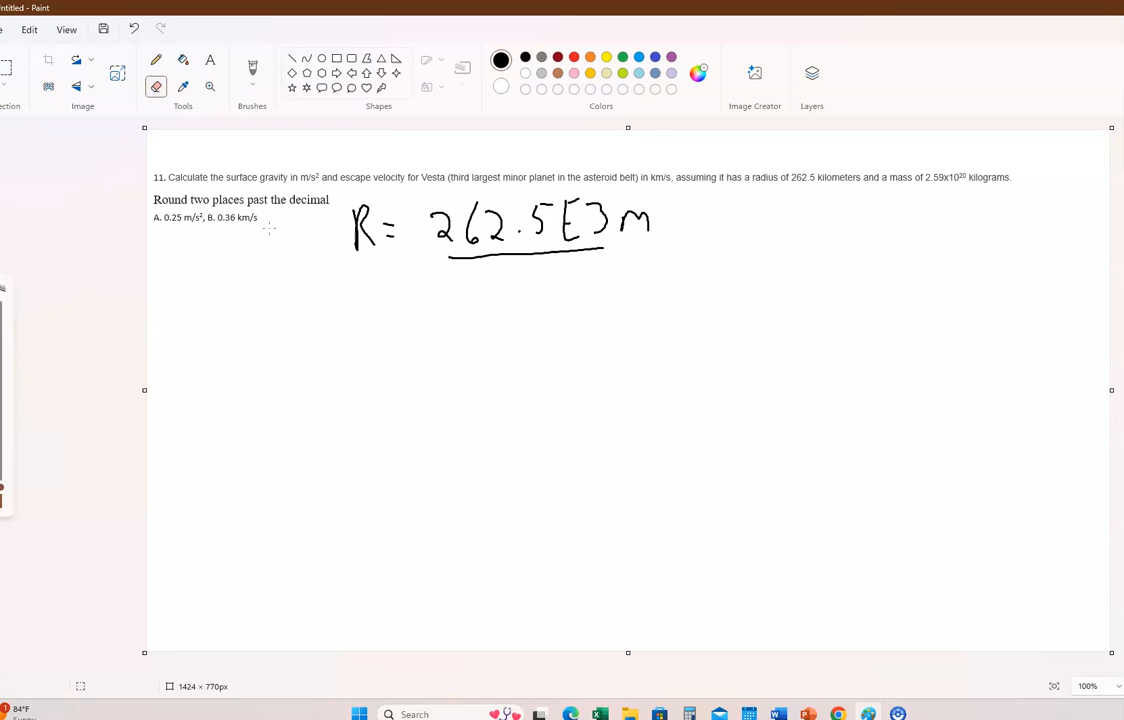 ntitled - Paint
Edit View
Image Tools Brushes Shapes Colors Image Creator Layers
11. Calculate the surface gravity in m/s² and escape velocity for Vesta (third largest minor planet in the asteroid belt) in km/s, assuming it has a radius of 262.5 kilometers and a mass of 2.59x10²⁰ kilograms.
Round two places past the decimal
A. 0.25 m/s², B. 0.36 km/s
R = 262.5E3 m
1424 × 770px
100%
84°F
Search